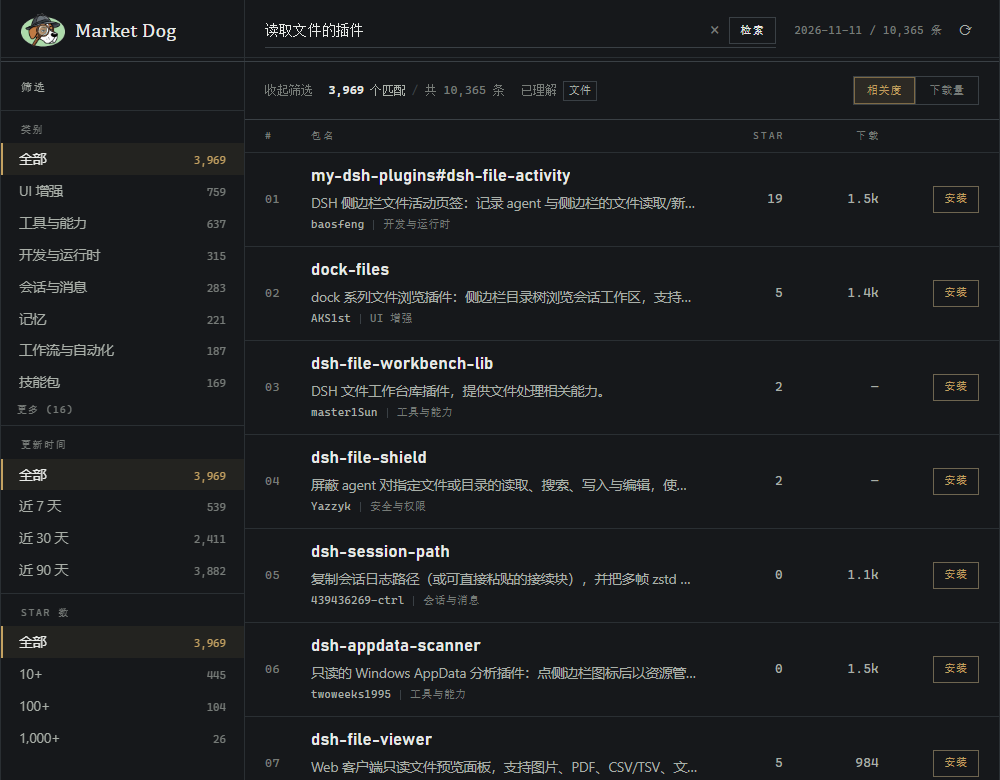 Market Dog
读取文件的插件
× 检索 2026-11-11 / 10,365 条
筛选
类别
全部 3,969
UI 增强 759
工具与能力 637
开发与运行时 315
会话与消息 283
记忆 221
工作流与自动化 187
技能包 169
更多 (16)
更新时间
全部 3,969
近 7 天 539
近 30 天 2,411
近 90 天 3,882
STAR 数
全部 3,969
10+ 445
100+ 104
1,000+ 26
收起筛选 3,969 个匹配 / 共 10,365 条 已理解 文件
相关度 下载量
# 包名 STAR 下载
01 my-dsh-plugins#dsh-file-activity 19 1.5k 安装
DSH 侧边栏文件活动页签：记录 agent 与侧边栏的文件读取/新...
baosfeng | 开发与运行时
02 dock-files 5 1.4k 安装
dock 系列文件浏览插件：侧边栏目录树浏览会话工作区，支持...
AKS1st | UI 增强
03 dsh-file-workbench-lib 2 — 安装
DSH 文件工作台库插件，提供文件处理相关能力。
master1Sun | 工具与能力
04 dsh-file-shield 2 — 安装
屏蔽 agent 对指定文件或目录的读取、搜索、写入与编辑，使...
Yazzyk | 安全与权限
05 dsh-session-path 0 1.1k 安装
复制会话日志路径（或可直接粘贴的接续块），并把多帧 zstd ...
439436269-ctrl | 会话与消息
06 dsh-appdata-scanner 0 1.5k 安装
只读的 Windows AppData 分析插件：点侧边栏图标后以资源管...
twoweeks1995 | 工具与能力
07 dsh-file-viewer 5 984 安装
Web 客户端只读文件预览面板，支持图片、PDF、CSV/TSV、文...